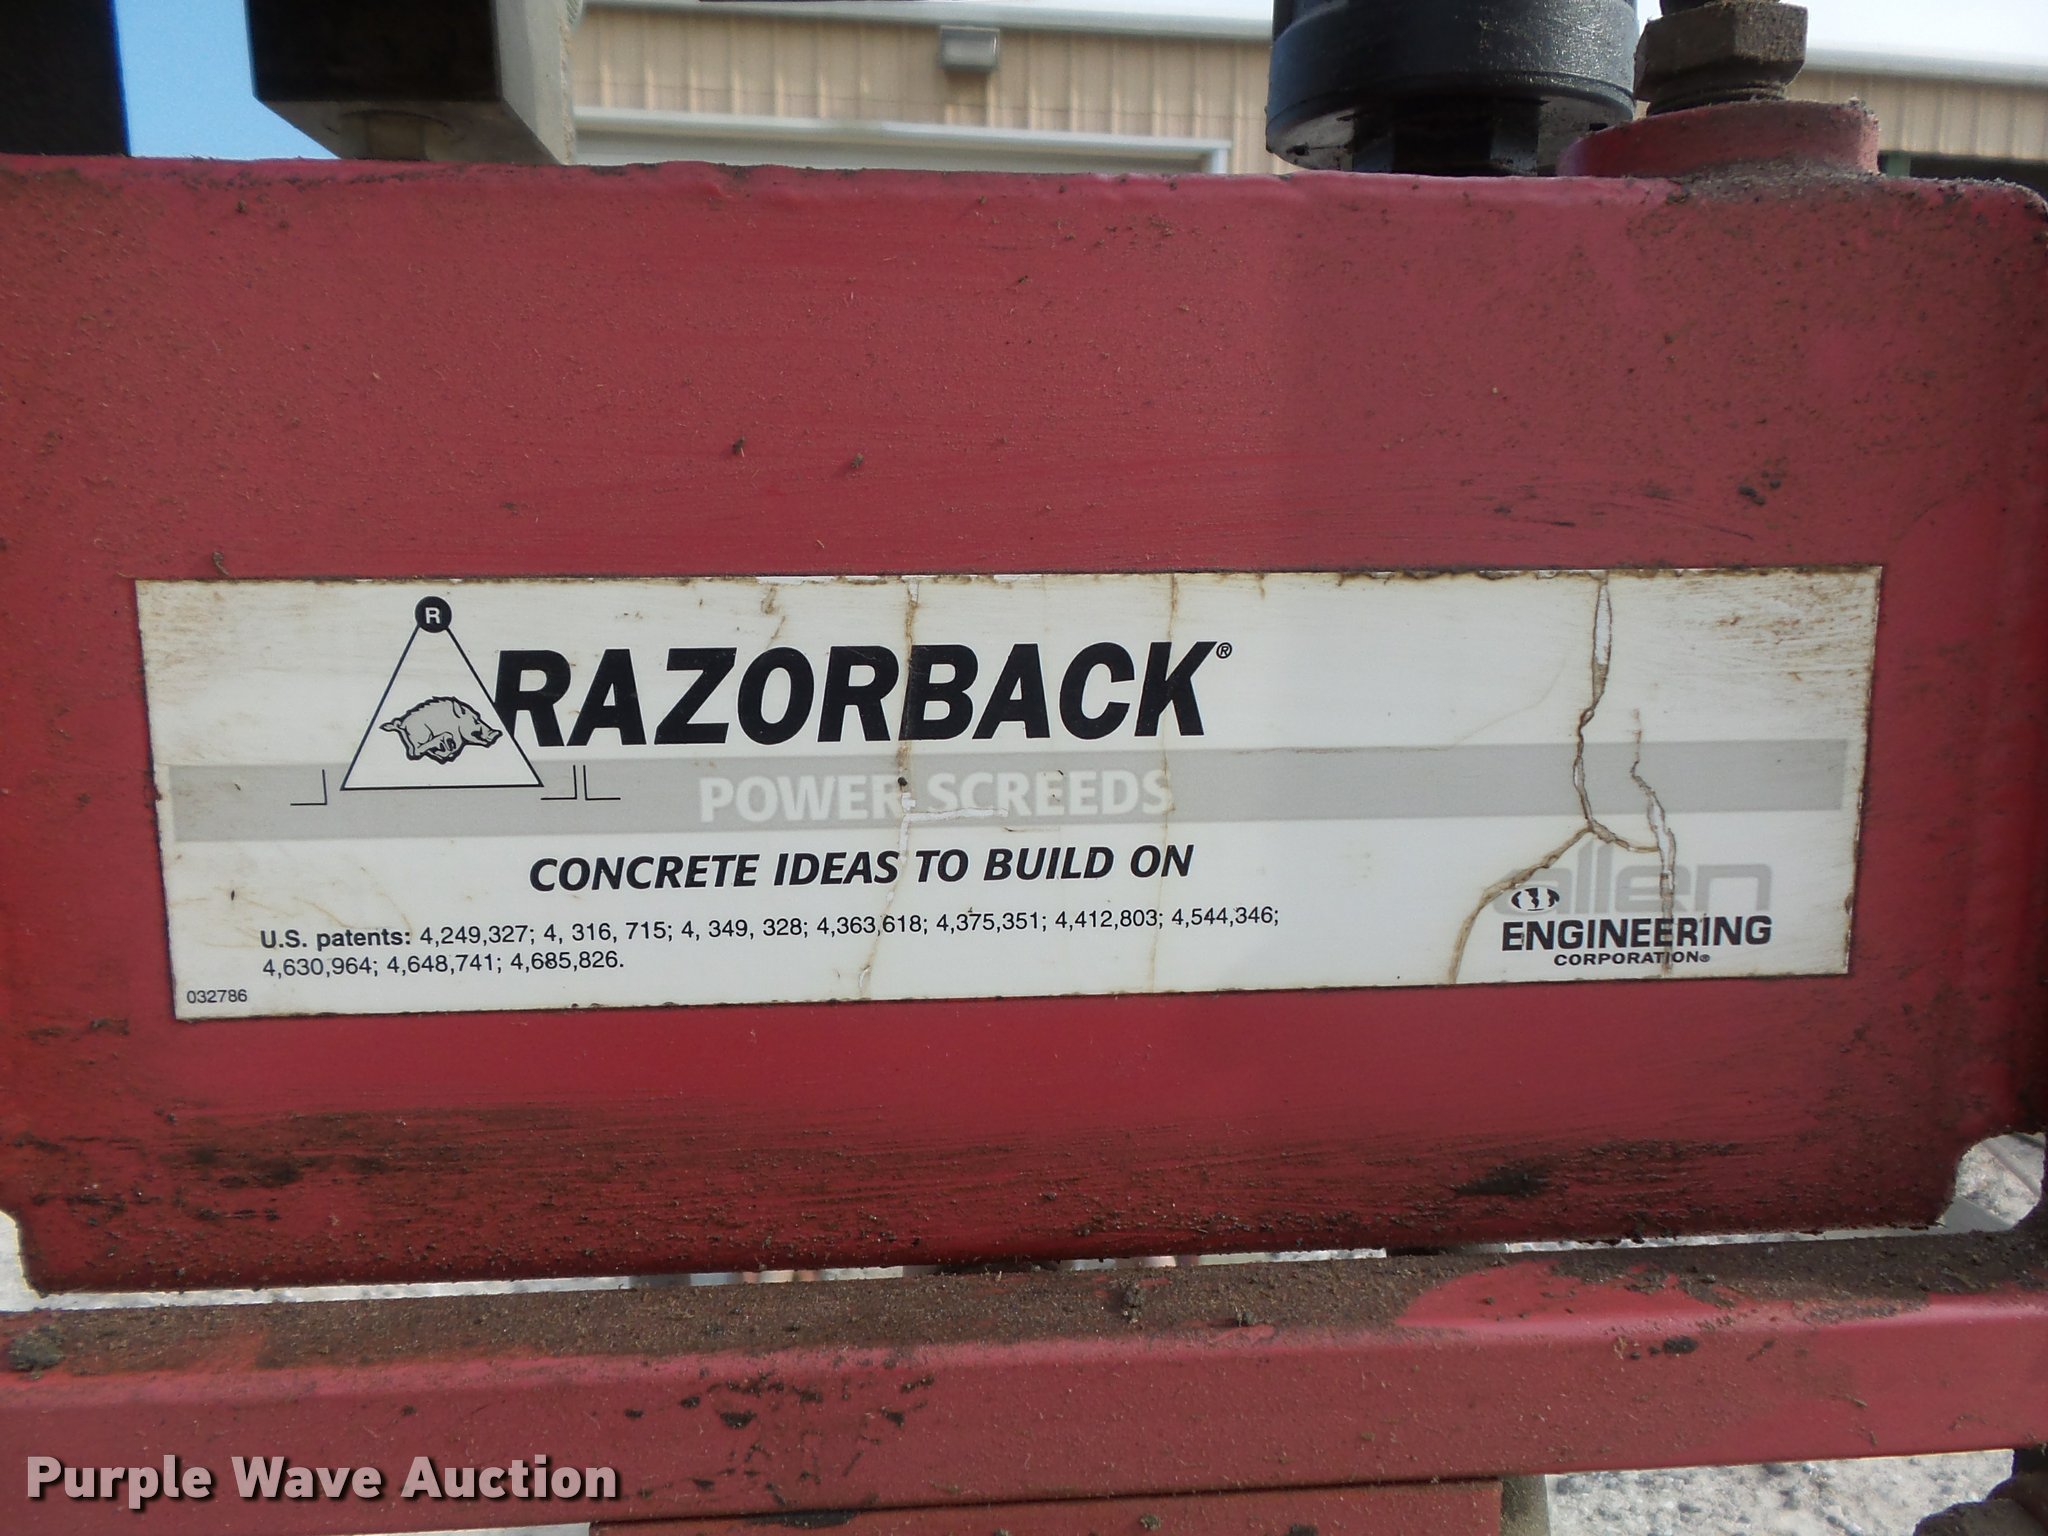 R
RAZORBACK®
POWER SCREEDS
CONCRETE IDEAS TO BUILD ON
U.S. patents: 4,249,327; 4, 316, 715; 4, 349, 328; 4,363,618; 4,375,351; 4,412,803; 4,544,346;
4,630,964; 4,648,741; 4,685,826.
032786
allen
ENGINEERING
CORPORATION®
Purple Wave Auction